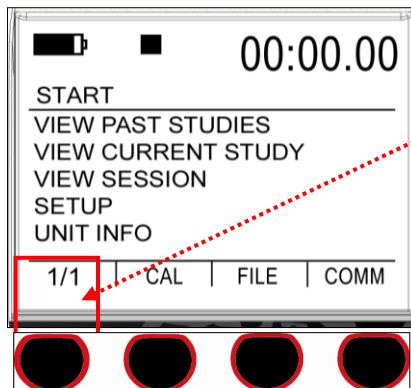 00:00.00
START
VIEW PAST STUDIES
VIEW CURRENT STUDY
VIEW SESSION
SETUP
UNIT INFO
1/1 CAL FILE COMM